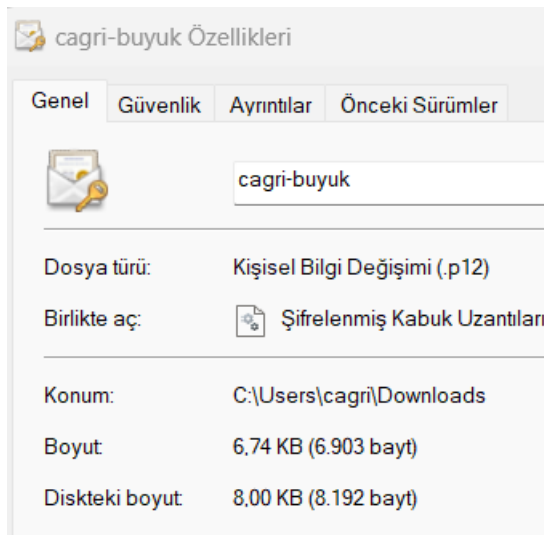 cagri-buyuk Özellikleri
Genel Güvenlik Ayrıntılar Önceki Sürümler
cagri-buyuk
Dosya türü: Kişisel Bilgi Değişimi (.p12)
Birlikte aç: Şifrelenmiş Kabuk Uzantıları
Konum: C:\Users\cagri\Downloads
Boyut: 6,74 KB (6.903 bayt)
Diskteki boyut: 8,00 KB (8.192 bayt)